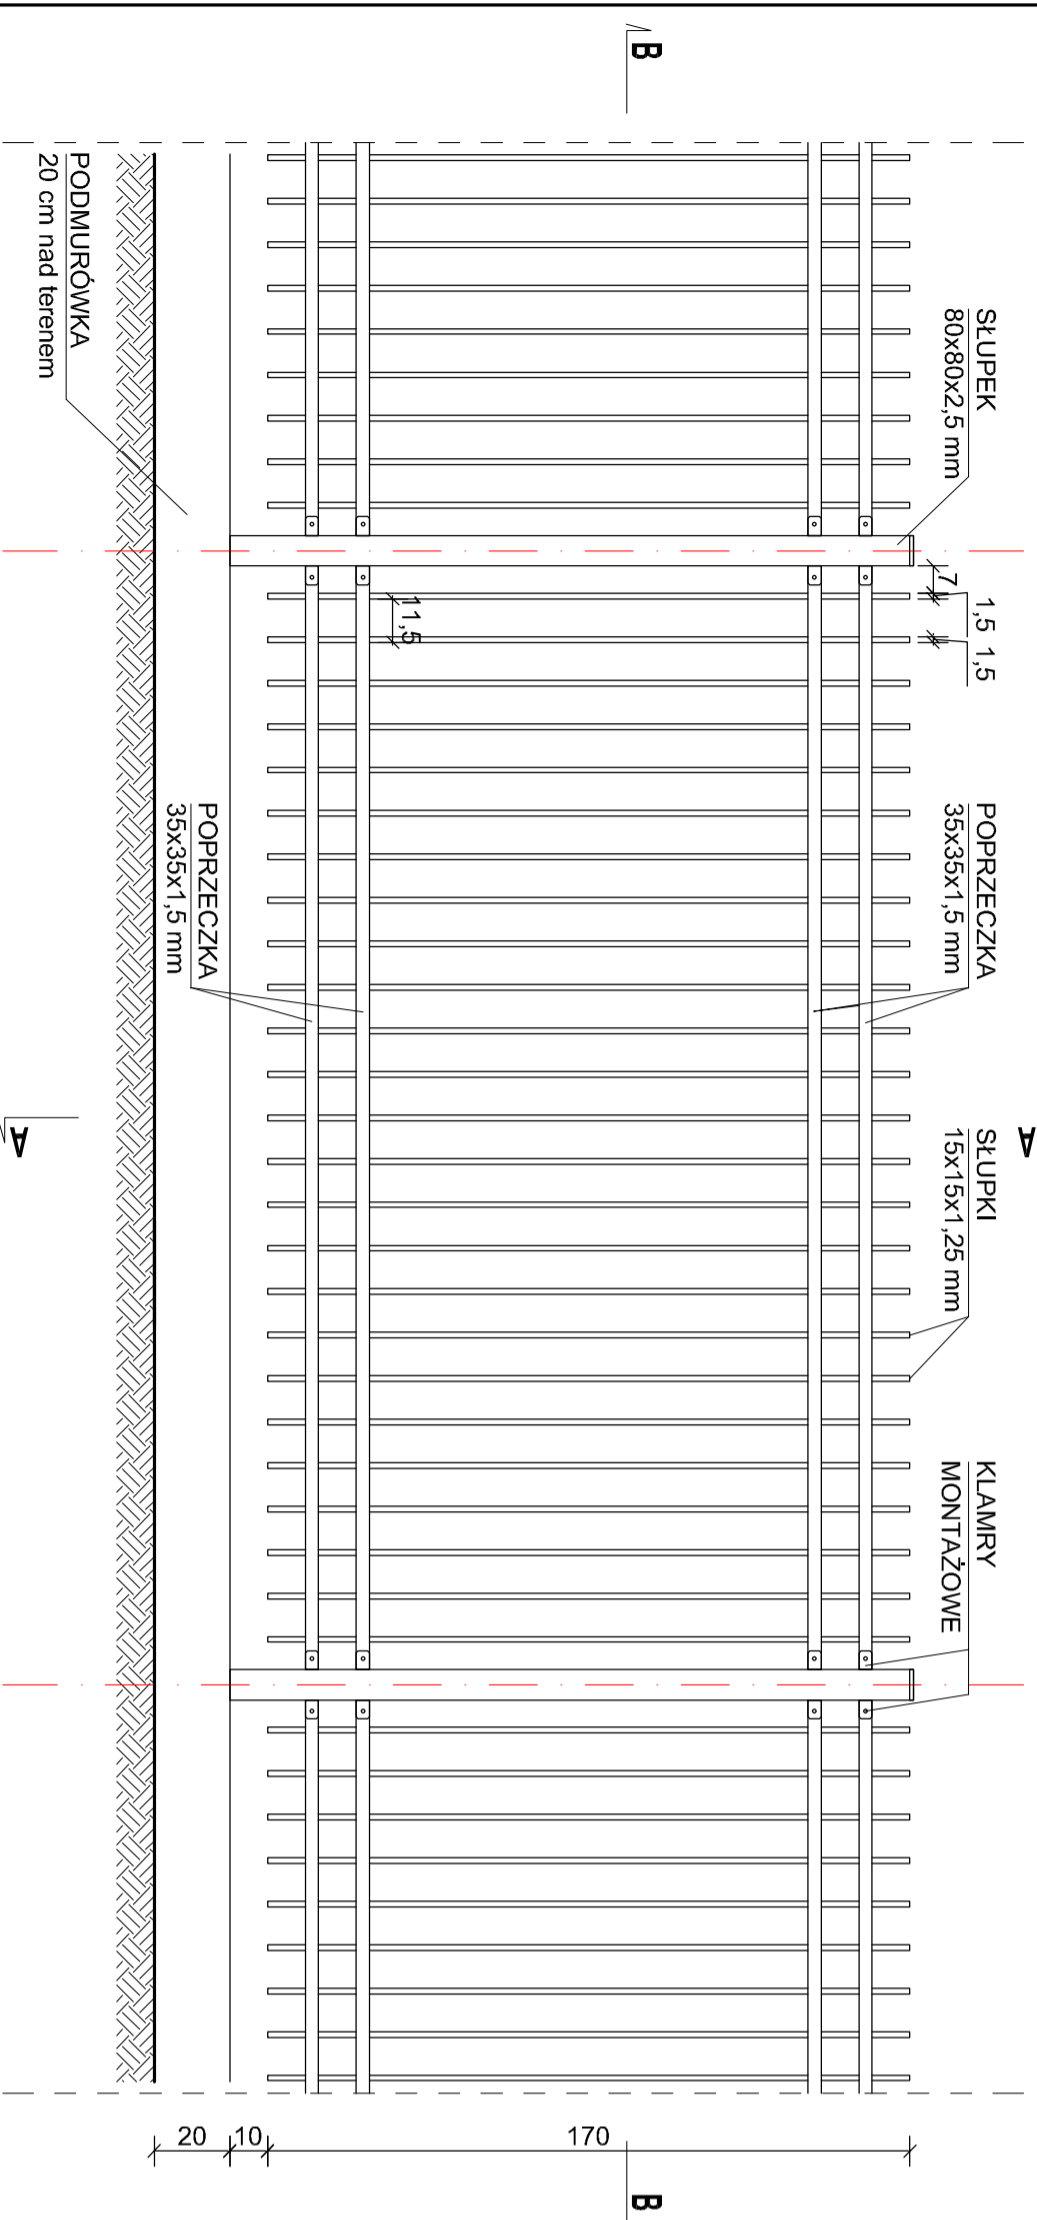 B
A
SŁUPEK
80x80x2,5 mm
7
1,5 1,5
11,5
POPRZECZKA
35x35x1,5 mm
SŁUPKI
15x15x1,25 mm
KLAMRY
MONTAŻOWE
POPRZECZKA
35x35x1,5 mm
PODMURÓWKA
20 cm nad terenem
A
20
10
170
B